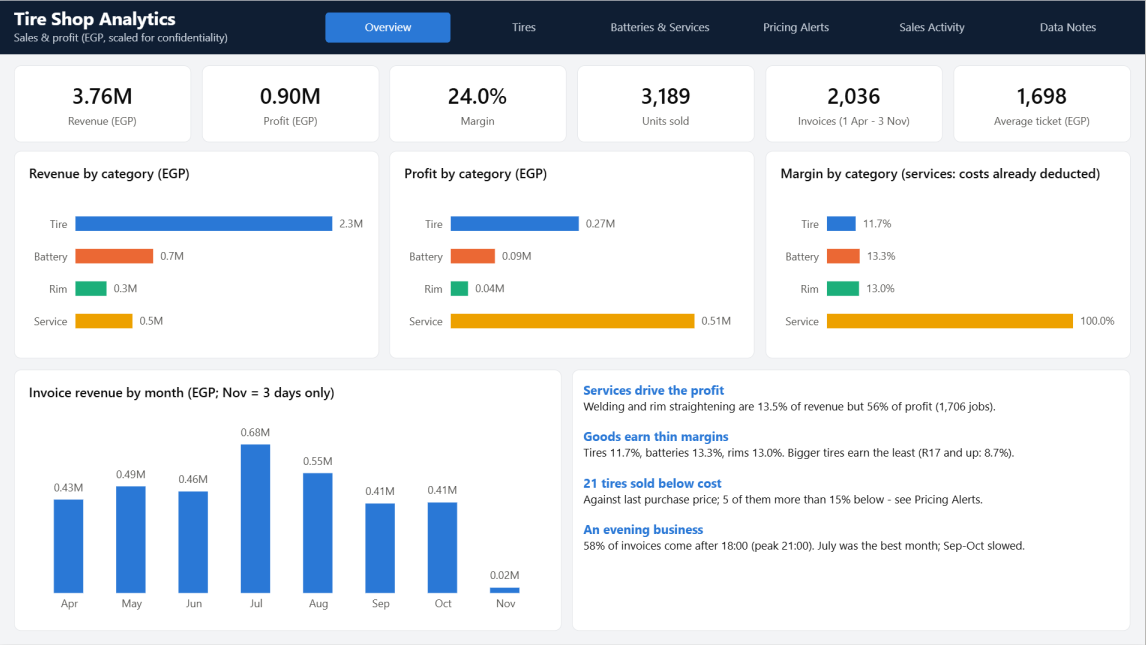 Tire Shop Analytics
Sales & profit (EGP, scaled for confidentiality)
Overview
Tires
Batteries & Services
Pricing Alerts
Sales Activity
Data Notes
3.76M
Revenue (EGP)
0.90M
Profit (EGP)
24.0%
Margin
3,189
Units sold
2,036
Invoices (1 Apr - 3 Nov)
1,698
Average ticket (EGP)
Revenue by category (EGP)
Tire 2.3M
Battery 0.7M
Rim 0.3M
Service 0.5M
Profit by category (EGP)
Tire 0.27M
Battery 0.09M
Rim 0.04M
Service 0.51M
Margin by category (services: costs already deducted)
Tire 11.7%
Battery 13.3%
Rim 13.0%
Service 100.0%
Invoice revenue by month (EGP; Nov = 3 days only)
0.43M 0.49M 0.46M 0.68M 0.55M 0.41M 0.41M 0.02M
Apr May Jun Jul Aug Sep Oct Nov
Services drive the profit
Welding and rim straightening are 13.5% of revenue but 56% of profit (1,706 jobs).
Goods earn thin margins
Tires 11.7%, batteries 13.3%, rims 13.0%. Bigger tires earn the least (R17 and up: 8.7%).
21 tires sold below cost
Against last purchase price; 5 of them more than 15% below - see Pricing Alerts.
An evening business
58% of invoices come after 18:00 (peak 21:00). July was the best month; Sep-Oct slowed.